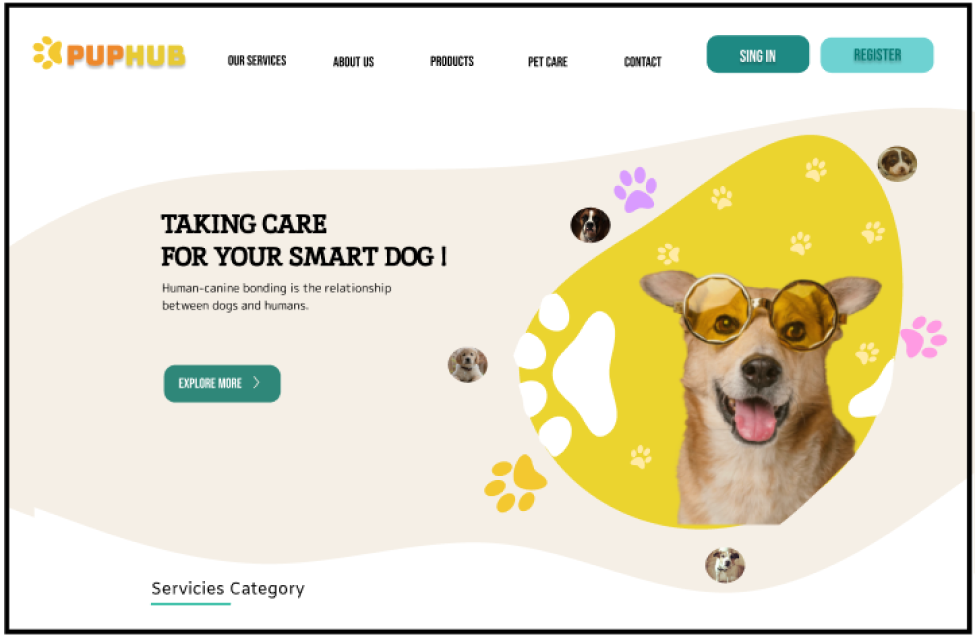 PUPHUB
OUR SERVICES
ABOUT US
PRODUCTS
PET CARE
CONTACT
SING IN
REGISTER
TAKING CARE
FOR YOUR SMART DOG !
Human-canine bonding is the relationship
between dogs and humans.
EXPLORE MORE
Servicies Category